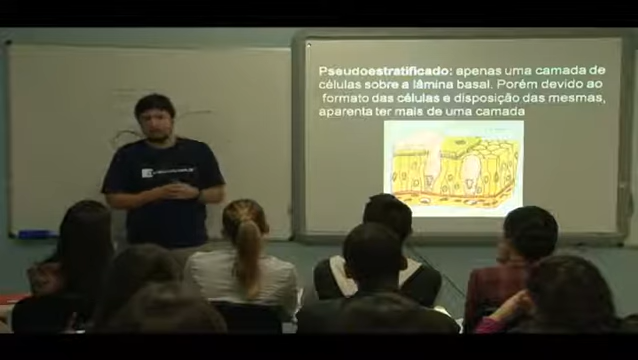 Pseudoestratificado: apenas uma camada de
células sobre a lâmina basal. Porém devido ao
formato das células e disposição das mesmas,
aparenta ter mais de uma camada